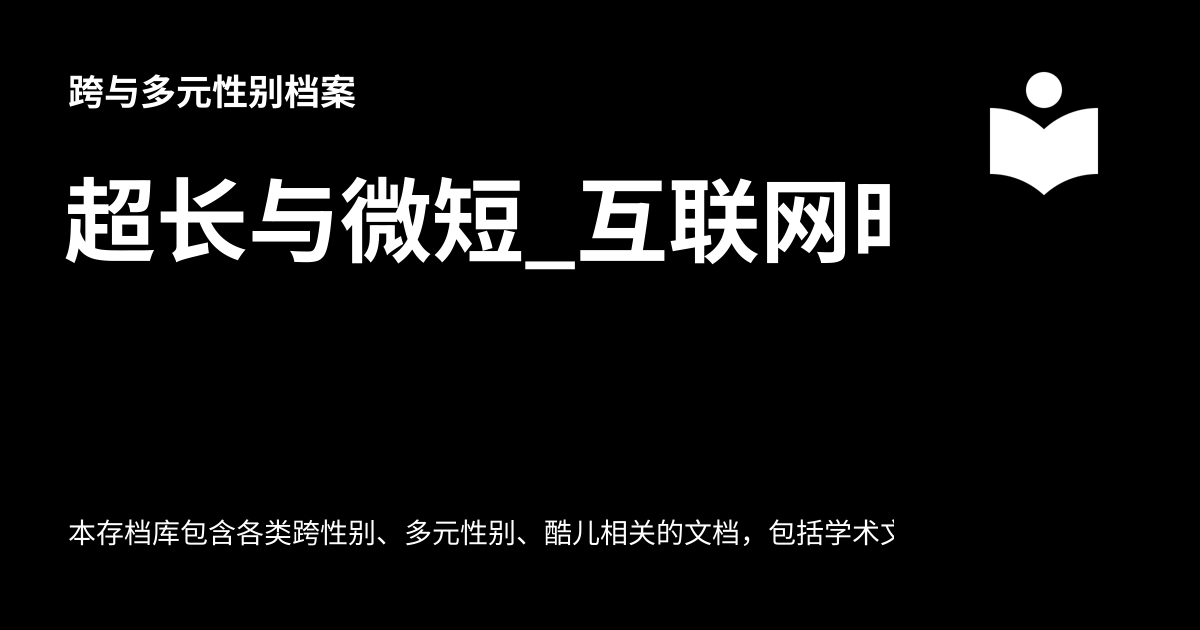 跨与多元性别档案
超长与微短_互联网
本存档库包含各类跨性别、多元性别、酷儿相关的文档，包括学术